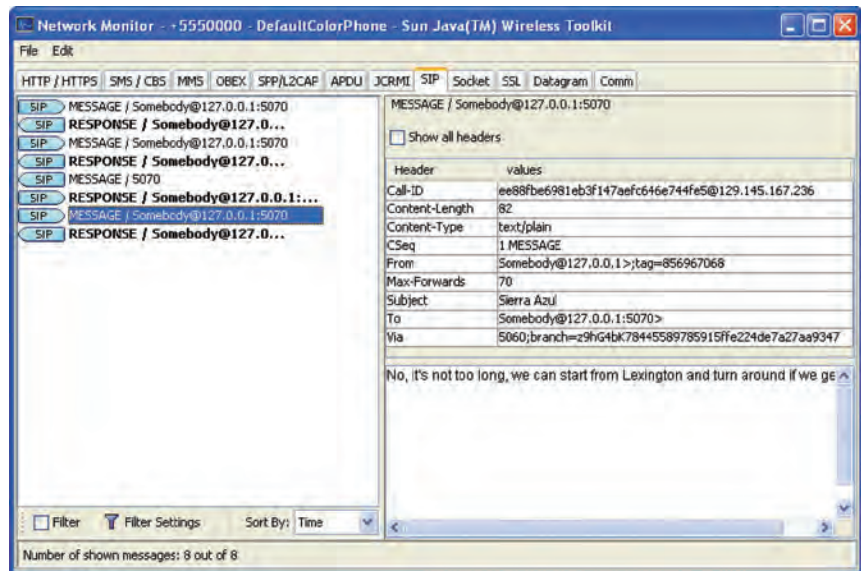 Network Monitor - +5550000 - DefaultColorPhone - Sun Java(TM) Wireless Toolkit
File Edit
HTTP / HTTPS SMS / CBS MMS OBEX SPP/L2CAP APDU JCRMI SIP Socket SSL Datagram Comm
SIP MESSAGE / Somebody@127.0.0.1:5070
SIP RESPONSE / Somebody@127.0...
SIP MESSAGE / Somebody@127.0.0.1:5070
SIP RESPONSE / Somebody@127.0...
SIP MESSAGE / 5070
SIP RESPONSE / Somebody@127.0.0.1:...
SIP MESSAGE / Somebody@127.0.0.1:5070
SIP RESPONSE / Somebody@127.0...
Filter Filter Settings Sort By: Time
MESSAGE / Somebody@127.0.0.1:5070
Show all headers
Header values
Call-ID ee88fbe6981eb3f147aefc646e744fe5@129.145.167.236
Content-Length 82
Content-Type text/plain
CSeq 1 MESSAGE
From Somebody@127.0.0.1>;tag=856967068
Max-Forwards 70
Subject Sierra Azul
To Somebody@127.0.0.1:5070>
Via 5060;branch=z9hG4bK78445589785915ffe224de7a27aa9347
No, it's not too long, we can start from Lexington and turn around if we ge
Number of shown messages: 8 out of 8